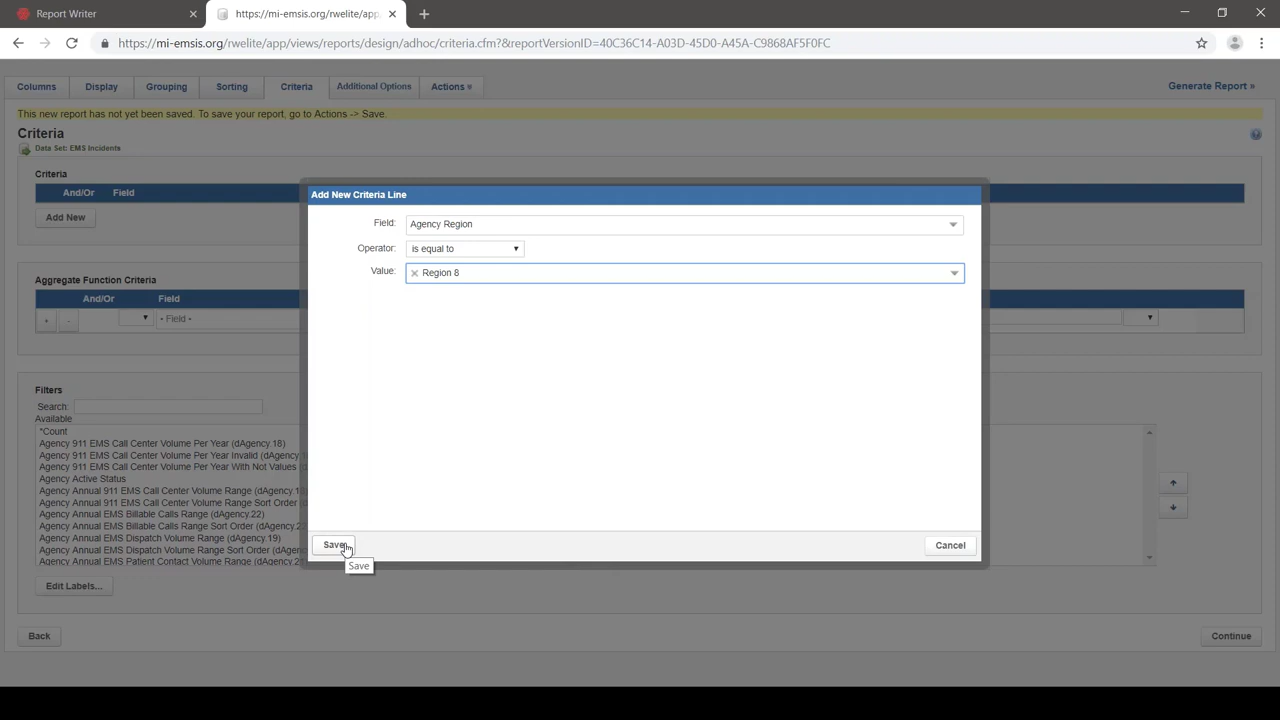 Report Writer
https://mi-emsis.org/rwelite/app
https://mi-emsis.org/rwelite/app/views/reports/design/adhoc/criteria.cfm?&reportVersionID=40C36C14-A03D-45D0-A45A-C9868AF5F0FC
Columns Display Grouping Sorting Criteria Additional Options Actions Generate Report »
This new report has not yet been saved. To save your report, go to Actions -> Save.
Criteria
Data Set: EMS Incidents
Criteria
And/Or Field
Add New
Add New Criteria Line
Field: Agency Region
Operator: is equal to
Value: Region 8
Save
Save
Cancel
Aggregate Function Criteria
And/Or Field
+ - • Field •
Filters
Search:
Available
*Count
Agency 911 EMS Call Center Volume Per Year (dAgency.18)
Agency 911 EMS Call Center Volume Per Year Invalid (dAgency.
Agency 911 EMS Call Center Volume Per Year With Not Values (
Agency Active Status
Agency Annual 911 EMS Call Center Volume Range (dAgency.1
Agency Annual 911 EMS Call Center Volume Range Sort Order (
Agency Annual EMS Billable Calls Range (dAgency.22)
Agency Annual EMS Billable Calls Range Sort Order (dAgency.2
Agency Annual EMS Dispatch Volume Range (dAgency.19)
Agency Annual EMS Dispatch Volume Range Sort Order (dAgen
Agency Annual EMS Patient Contact Volume Range (dAgency.21
Edit Labels...
Back
Continue